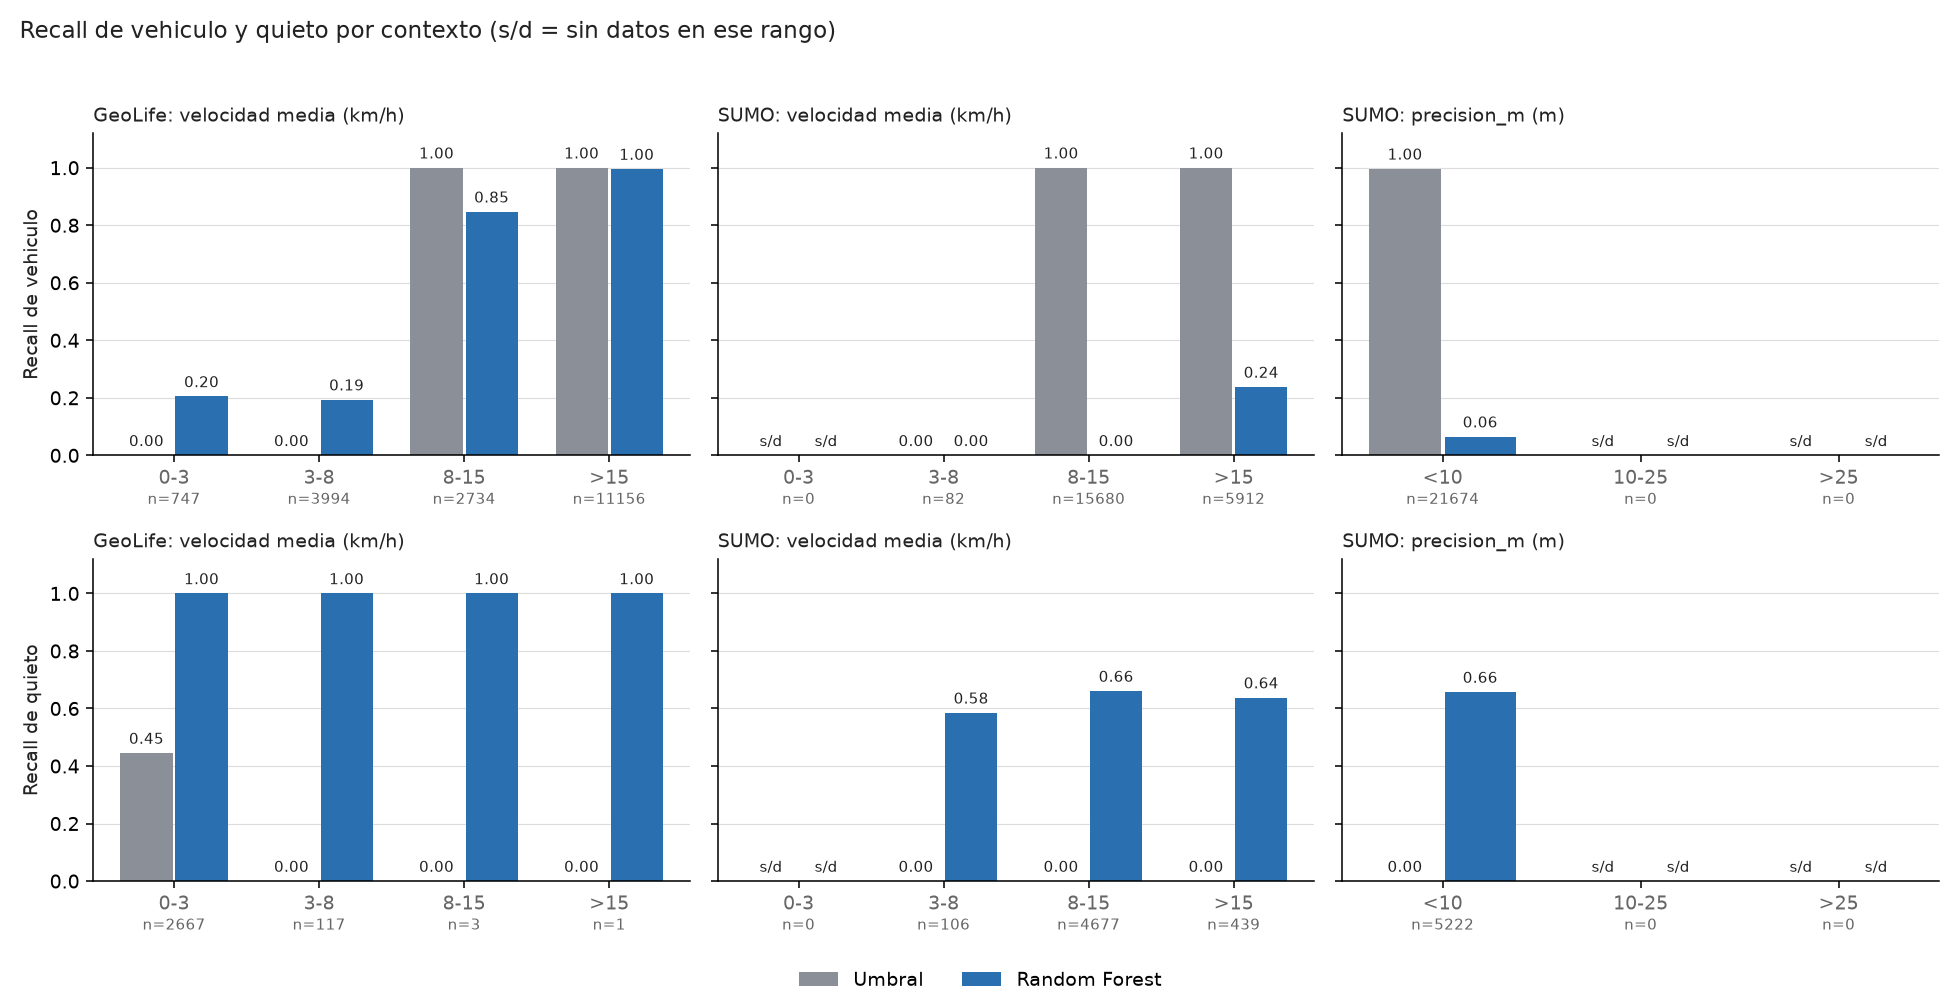 Recall de vehiculo y quieto por contexto (s/d = sin datos en ese rango)
GeoLife: velocidad media (km/h)
Recall de vehiculo
1.0
0.8
0.6
0.4
0.2
0.0
0.00
0.20
0.00
0.19
1.00
0.85
1.00
1.00
0-3
3-8
8-15
>15
n=747
n=3994
n=2734
n=11156
SUMO: velocidad media (km/h)
s/d
s/d
0.00
0.00
1.00
0.00
1.00
0.24
0-3
3-8
8-15
>15
n=0
n=82
n=15680
n=5912
SUMO: precision_m (m)
1.00
0.06
s/d
s/d
s/d
s/d
<10
10-25
>25
n=21674
n=0
n=0
GeoLife: velocidad media (km/h)
Recall de quieto
1.0
0.8
0.6
0.4
0.2
0.0
0.45
1.00
0.00
1.00
0.00
1.00
0.00
1.00
0-3
3-8
8-15
>15
n=2667
n=117
n=3
n=1
SUMO: velocidad media (km/h)
s/d
s/d
0.00
0.58
0.00
0.66
0.00
0.64
0-3
3-8
8-15
>15
n=0
n=106
n=4677
n=439
SUMO: precision_m (m)
0.00
0.66
s/d
s/d
s/d
s/d
<10
10-25
>25
n=5222
n=0
n=0
Umbral
Random Forest